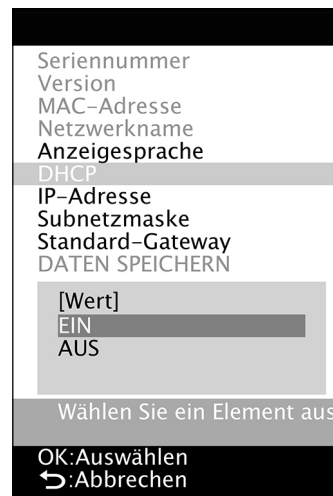 Seriennummer
Version
MAC-Adresse
Netzwerkname
Anzeigesprache
DHCP
IP-Adresse
Subnetzmaske
Standard-Gateway
DATEN SPEICHERN
[Wert]
EIN
AUS
Wählen Sie ein Element aus
OK:Auswählen
⮌:Abbrechen